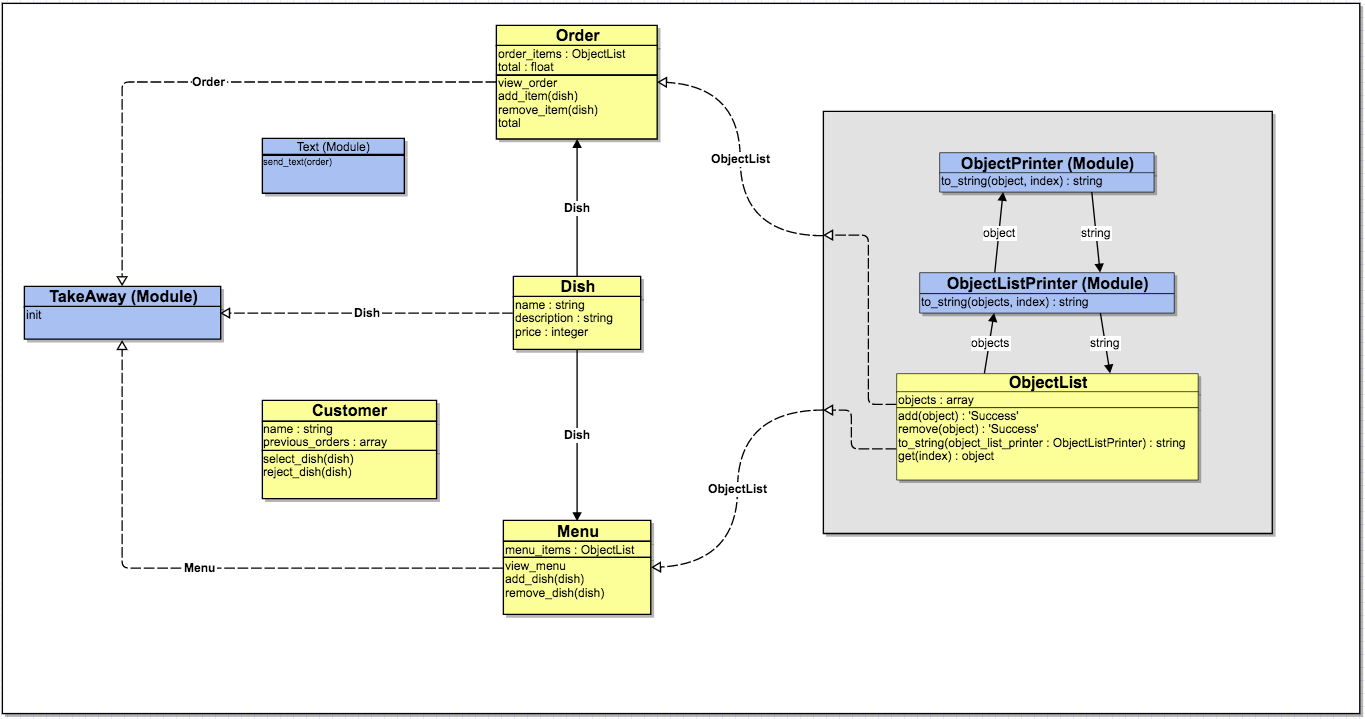 Order
order_items : ObjectList
total : float
view_order
add_item(dish)
remove_item(dish)
total
Order
Text (Module)
send_text(order)
ObjectList
Dish
ObjectPrinter (Module)
to_string(object, index) : string
object
string
ObjectListPrinter (Module)
to_string(objects, index) : string
objects
string
ObjectList
objects : array
add(object) : 'Success'
remove(object) : 'Success'
to_string(object_list_printer : ObjectListPrinter) : string
get(index) : object
TakeAway (Module)
init
Dish
Dish
name : string
description : string
price : integer
Customer
name : string
previous_orders : array
select_dish(dish)
reject_dish(dish)
Dish
ObjectList
Menu
Menu
menu_items : ObjectList
view_menu
add_dish(dish)
remove_dish(dish)